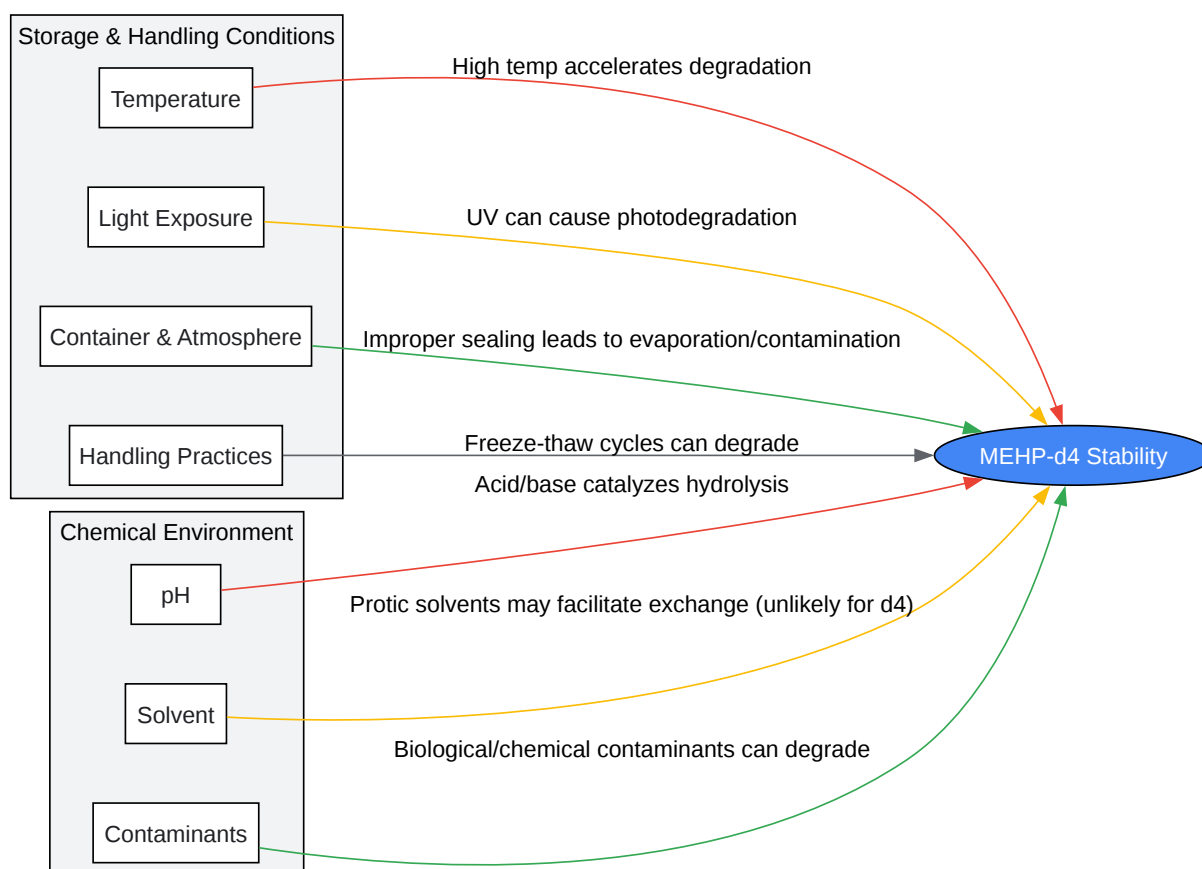 Storage & Handling Conditions
Temperature
High temp accelerates degradation
Light Exposure
UV can cause photodegradation
Container & Atmosphere
Improper sealing leads to evaporation/contamination
Handling Practices
Freeze-thaw cycles can degrade
MEHP-d4 Stability
Acid/base catalyzes hydrolysis
Chemical Environment
pH
Protic solvents may facilitate exchange (unlikely for d4)
Solvent
Biological/chemical contaminants can degrade
Contaminants